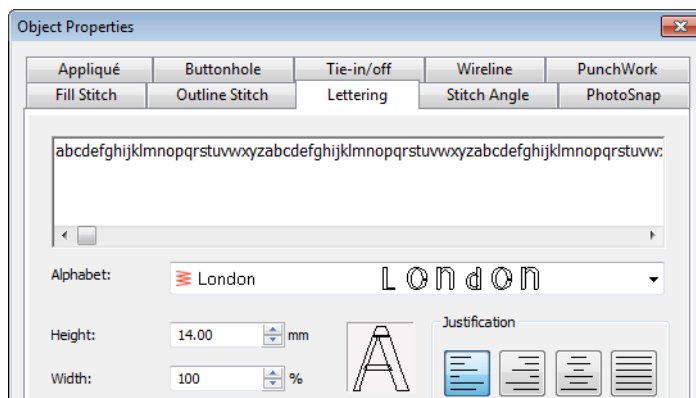 Object Properties
Appliqué Buttonhole Tie-in/off Wireline PunchWork
Fill Stitch Outline Stitch Lettering Stitch Angle PhotoSnap
abcdefghijklmnopqrstuvwxyzabcdefghijklmnopqrstuvwxyzabcdefghijklmnopqrstuvw
Alphabet: London London
Height: 14.00 mm
Justification
Width: 100 %
A